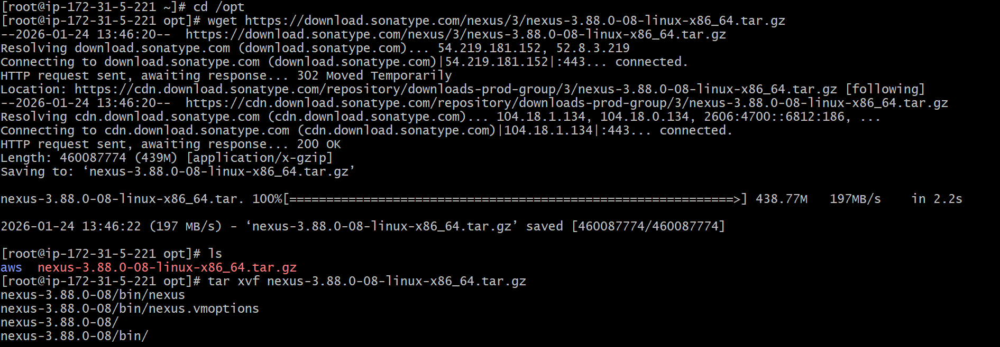 [root@ip-172-31-5-221 ~]# cd /opt
[root@ip-172-31-5-221 opt]# wget https://download.sonatype.com/nexus/3/nexus-3.88.0-08-linux-x86_64.tar.gz
--2026-01-24 13:46:20--  https://download.sonatype.com/nexus/3/nexus-3.88.0-08-linux-x86_64.tar.gz
Resolving download.sonatype.com (download.sonatype.com)... 54.219.181.152, 52.8.3.219
Connecting to download.sonatype.com (download.sonatype.com)|54.219.181.152|:443... connected.
HTTP request sent, awaiting response... 302 Moved Temporarily
Location: https://cdn.download.sonatype.com/repository/downloads-prod-group/3/nexus-3.88.0-08-linux-x86_64.tar.gz [following]
--2026-01-24 13:46:20--  https://cdn.download.sonatype.com/repository/downloads-prod-group/3/nexus-3.88.0-08-linux-x86_64.tar.gz
Resolving cdn.download.sonatype.com (cdn.download.sonatype.com)... 104.18.1.134, 104.18.0.134, 2606:4700::6812:186, ...
Connecting to cdn.download.sonatype.com (cdn.download.sonatype.com)|104.18.1.134|:443... connected.
HTTP request sent, awaiting response... 200 OK
Length: 460087774 (439M) [application/x-gzip]
Saving to: ‘nexus-3.88.0-08-linux-x86_64.tar.gz’
nexus-3.88.0-08-linux-x86_64.tar. 100%[============================================================>] 438.77M   197MB/s    in 2.2s
2026-01-24 13:46:22 (197 MB/s) - ‘nexus-3.88.0-08-linux-x86_64.tar.gz’ saved [460087774/460087774]
[root@ip-172-31-5-221 opt]# ls
aws  nexus-3.88.0-08-linux-x86_64.tar.gz
[root@ip-172-31-5-221 opt]# tar xvf nexus-3.88.0-08-linux-x86_64.tar.gz
nexus-3.88.0-08/bin/nexus
nexus-3.88.0-08/bin/nexus.vmoptions
nexus-3.88.0-08/
nexus-3.88.0-08/bin/